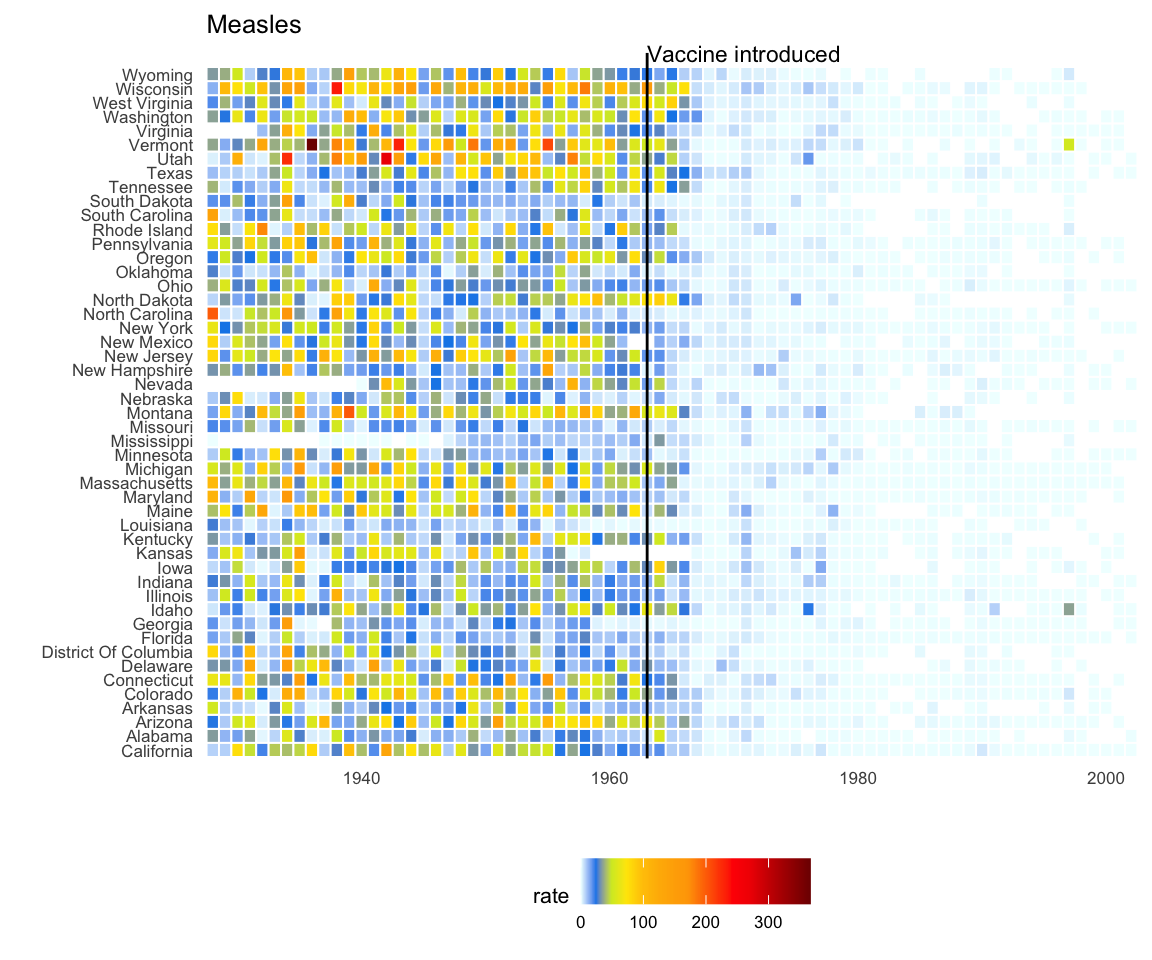 Measles
Vaccine introduced
Wyoming
Wisconsin
West Virginia
Washington
Virginia
Vermont
Utah
Texas
Tennessee
South Dakota
South Carolina
Rhode Island
Pennsylvania
Oregon
Oklahoma
Ohio
North Dakota
North Carolina
New York
New Mexico
New Jersey
New Hampshire
Nevada
Nebraska
Montana
Missouri
Mississippi
Minnesota
Michigan
Massachusetts
Maryland
Maine
Louisiana
Kentucky
Kansas
Iowa
Indiana
Illinois
Idaho
Georgia
Florida
District Of Columbia
Delaware
Connecticut
Colorado
Arkansas
Arizona
Alabama
California
1940 1960 1980 2000
rate
0 100 200 300